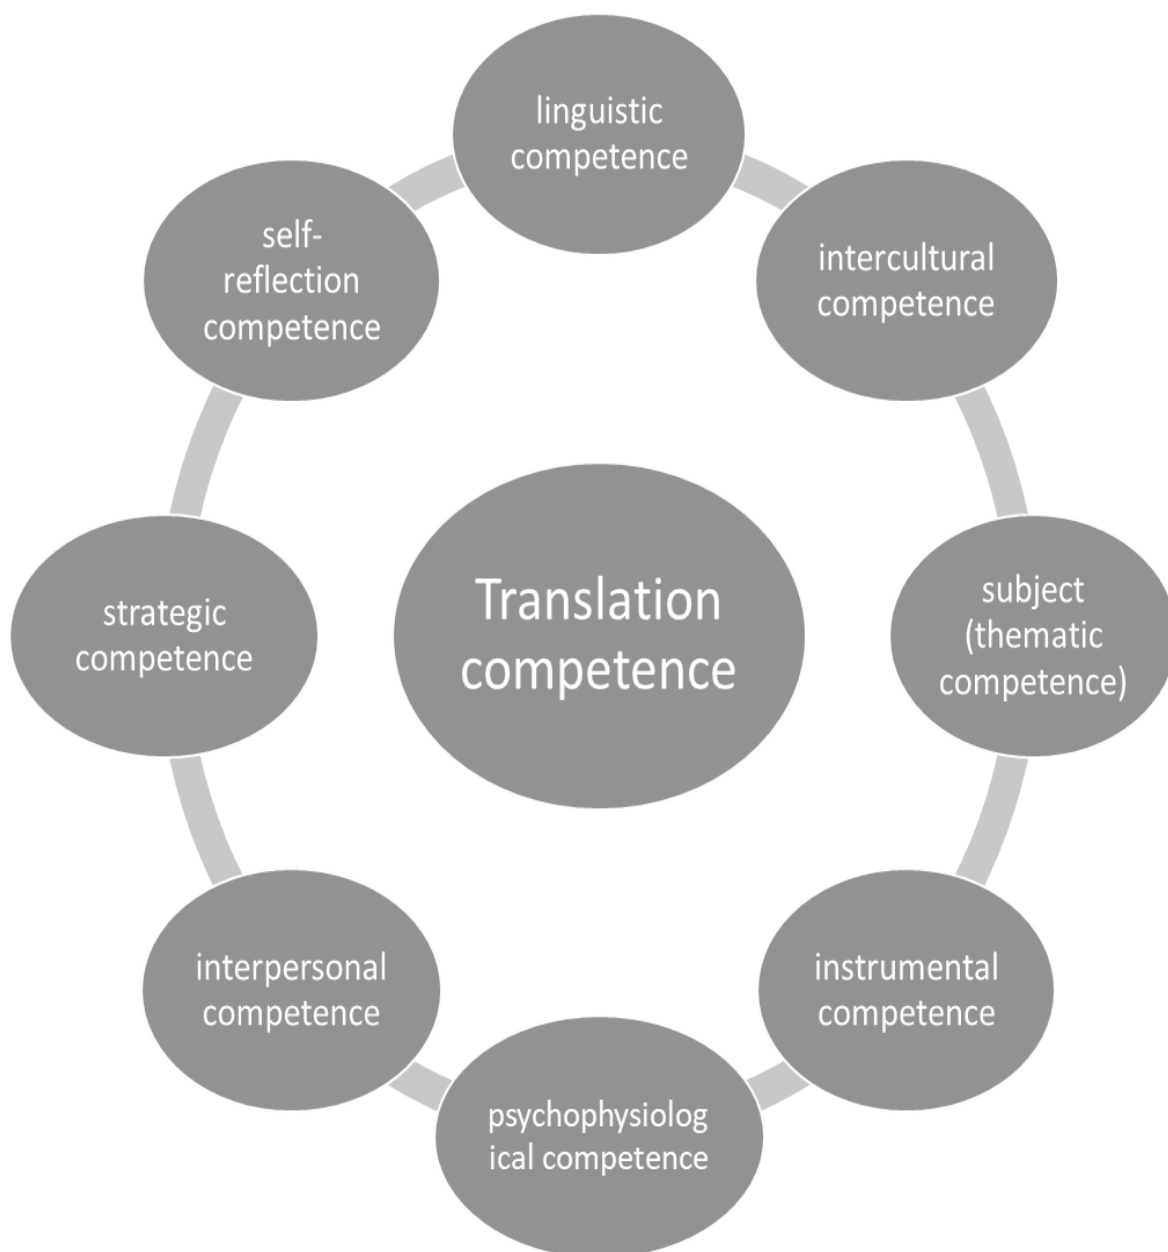 linguistic
competence
intercultural
competence
subject
(thematic
competence)
instrumental
competence
psychophysiolog
ical competence
interpersonal
competence
strategic
competence
self-
reflection
competence
Translation
competence